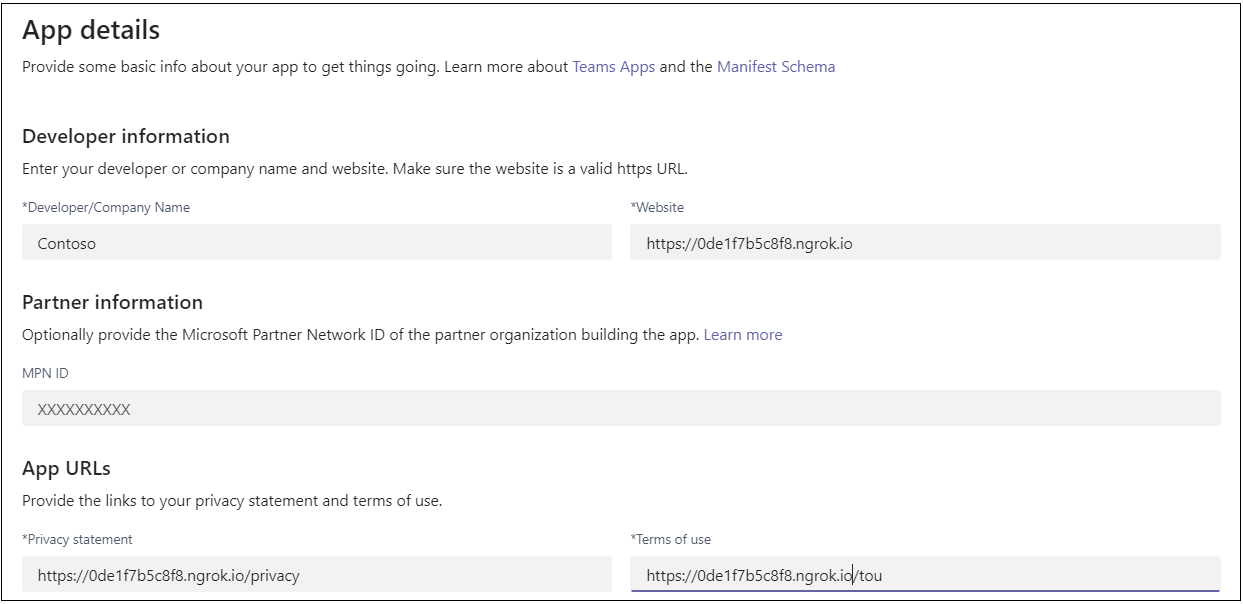 App details
Provide some basic info about your app to get things going. Learn more about Teams Apps and the Manifest Schema
Developer information
Enter your developer or company name and website. Make sure the website is a valid https URL.
*Developer/Company Name
*Website
Contoso
https://0de1f7b5c8f8.ngrok.io
Partner information
Optionally provide the Microsoft Partner Network ID of the partner organization building the app. Learn more
MPN ID
XXXXXXXXXX
App URLs
Provide the links to your privacy statement and terms of use.
*Privacy statement
*Terms of use
https://0de1f7b5c8f8.ngrok.io/privacy
https://0de1f7b5c8f8.ngrok.io/tou